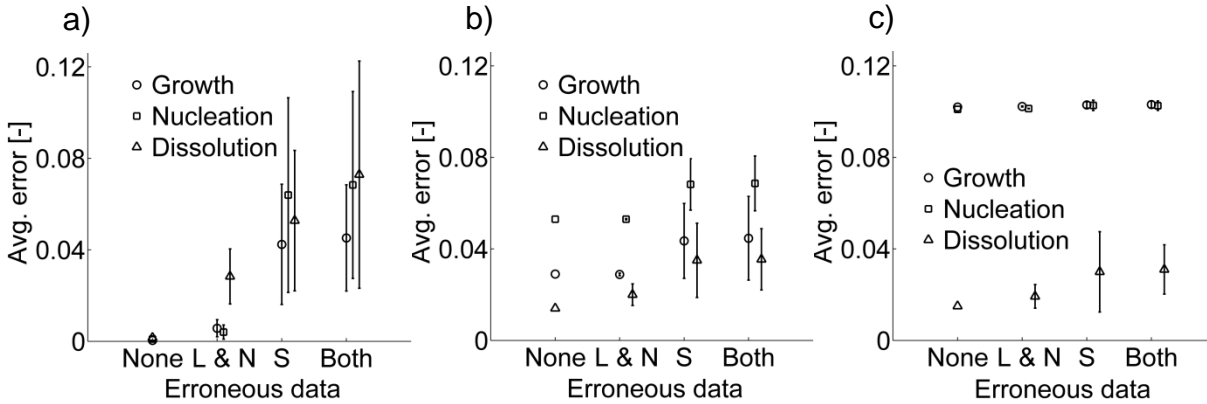 a)
Avg. error [-]
0.12
0.08
0.04
0
Growth
Nucleation
Dissolution
None L & N S Both
Erroneous data
b)
Avg. error [-]
0.12
0.08
0.04
0
Growth
Nucleation
Dissolution
None L & N S Both
Erroneous data
c)
Avg. error [-]
0.12
0.08
0.04
0
Growth
Nucleation
Dissolution
None L & N S Both
Erroneous data